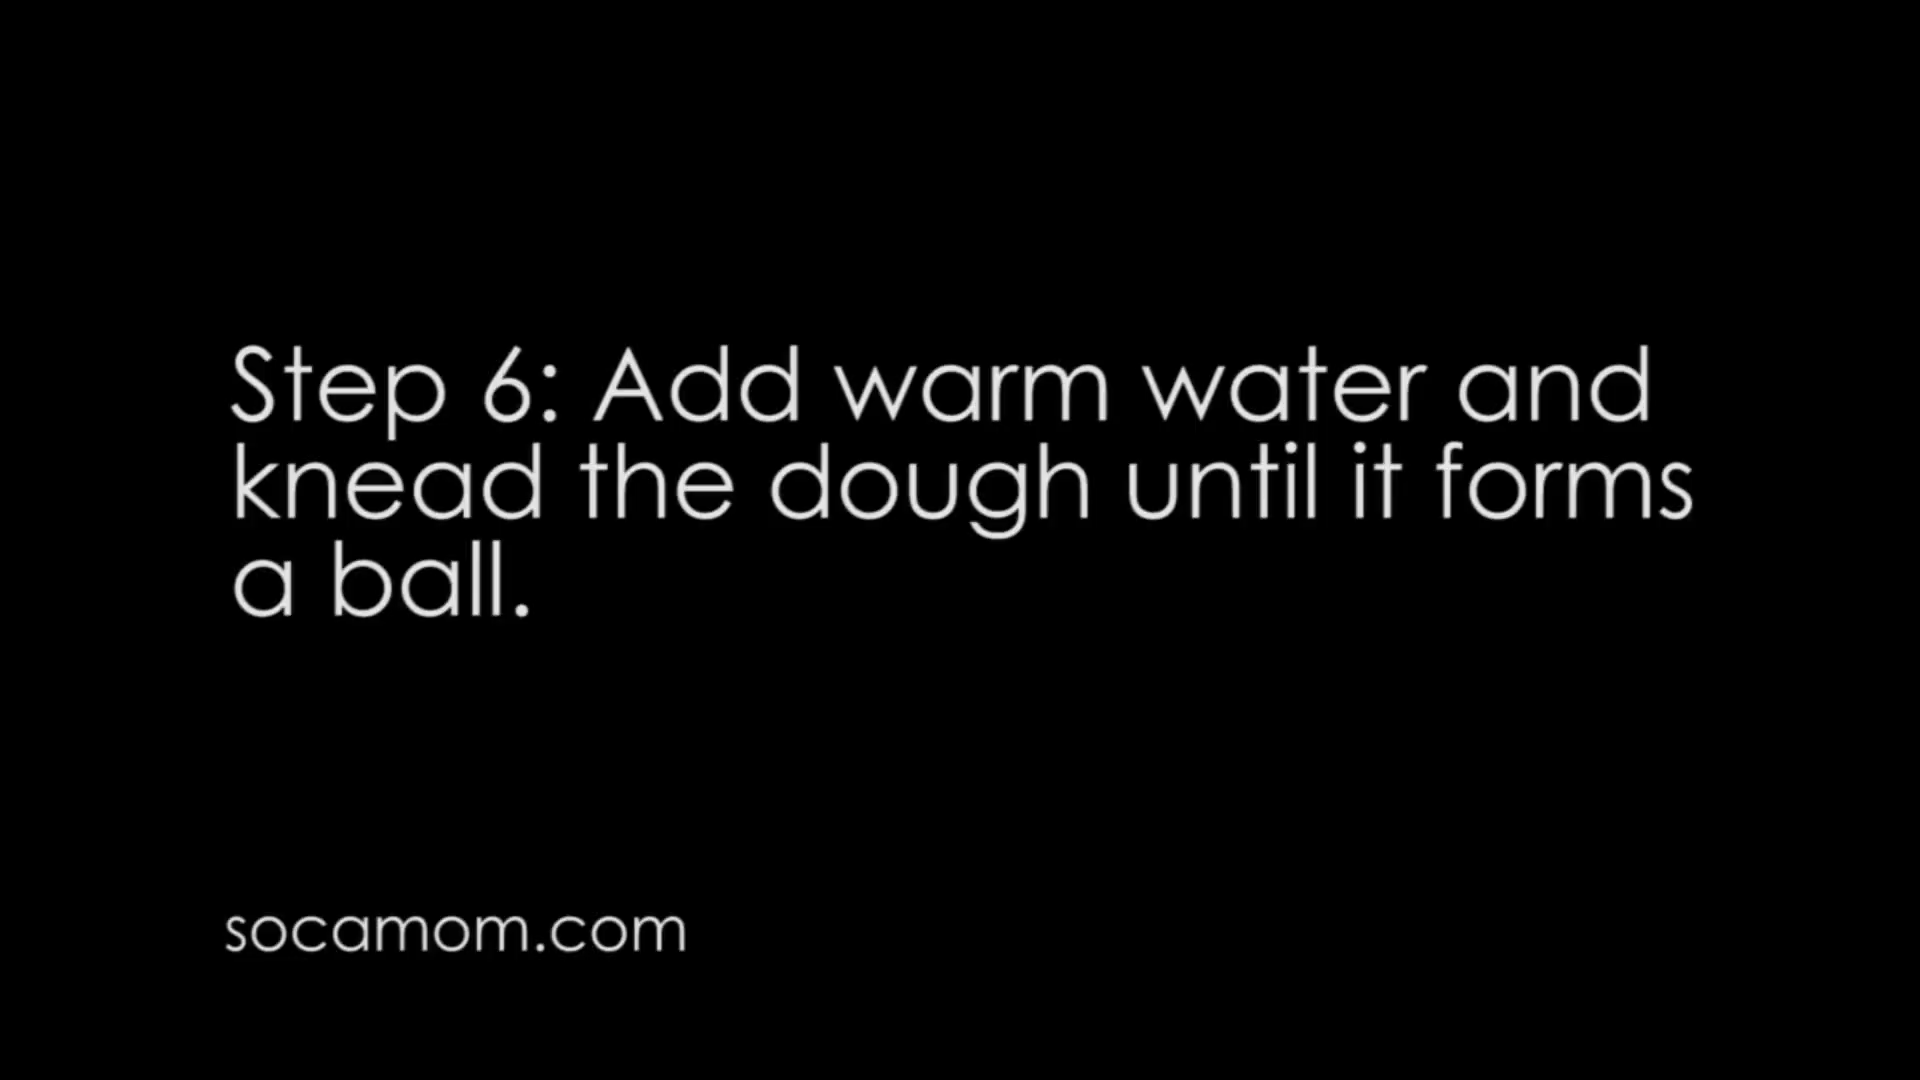 Step 6: Add warm water and
knead the dough until it forms
a ball.
socamom.com